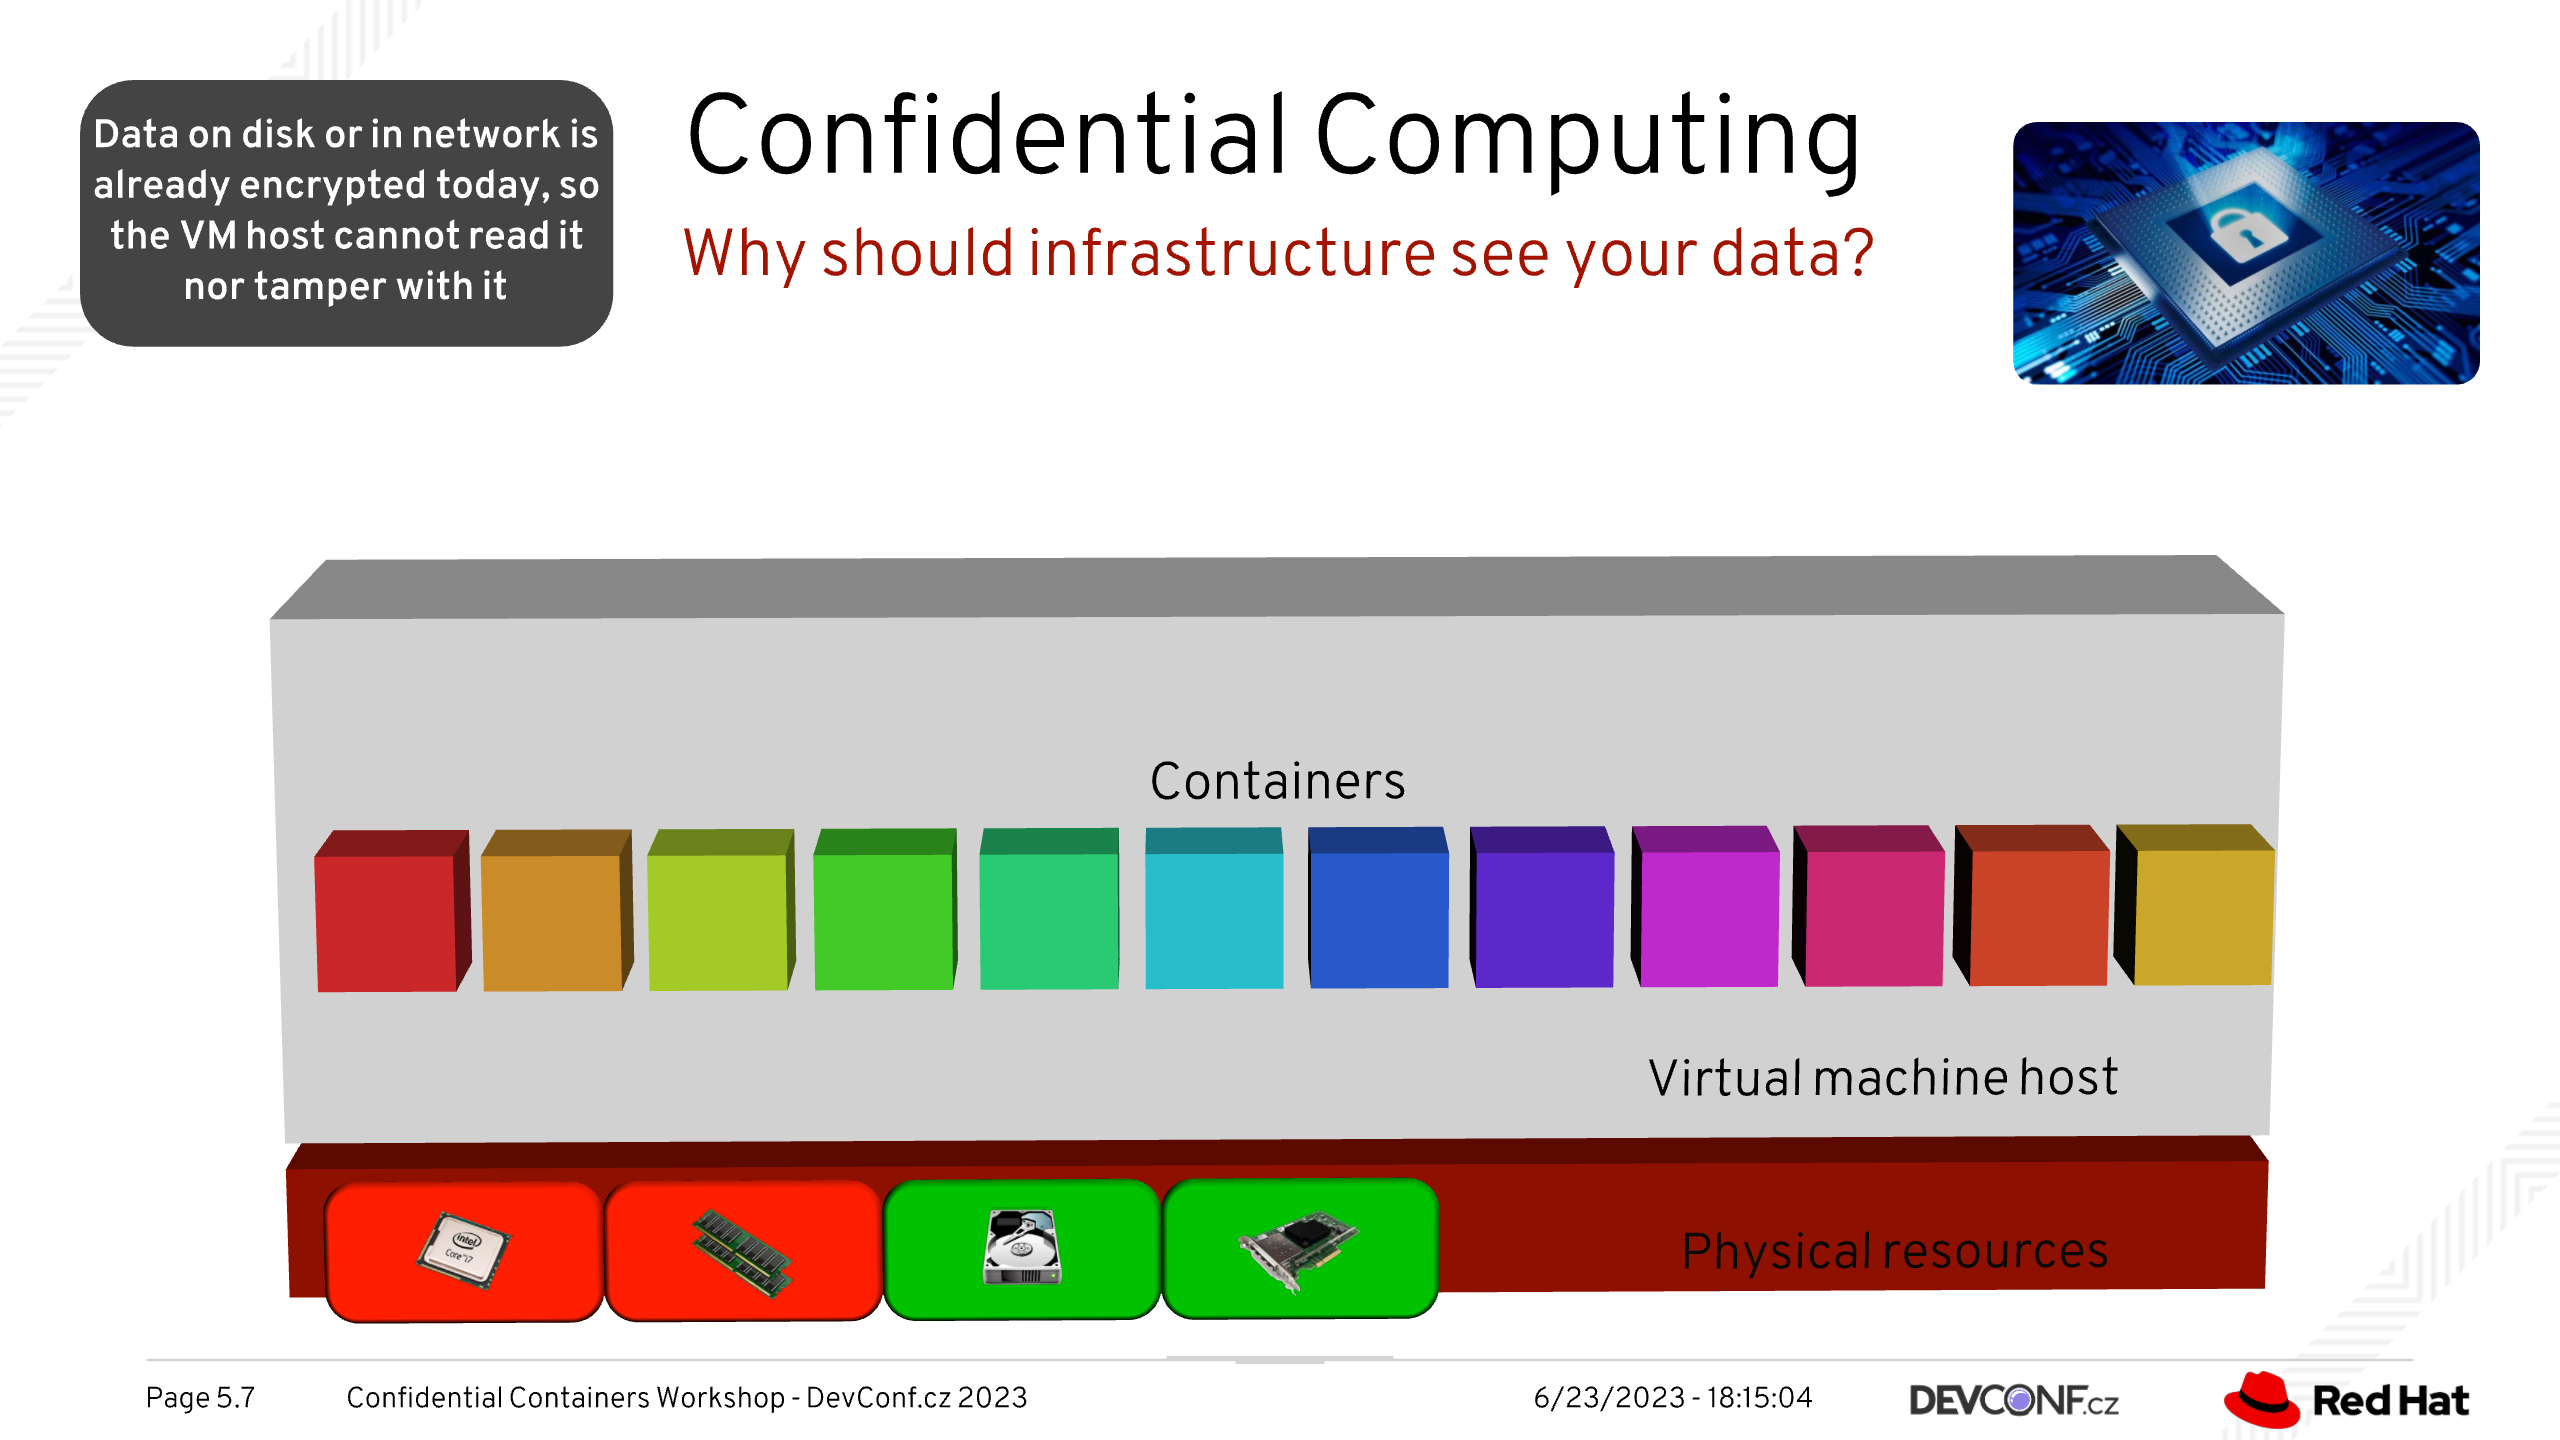 Data on disk or in network is
already encrypted today, so
the VM host cannot read it
nor tamper with it
Confidential Computing
Why should infrastructure see your data?
Containers
Virtual machine host
Physical resources
intel
Core i7
Page 5.7
Confidential Containers Workshop - DevConf.cz 2023
6/23/2023 - 18:15:04
DEVCONF.cz
Red Hat